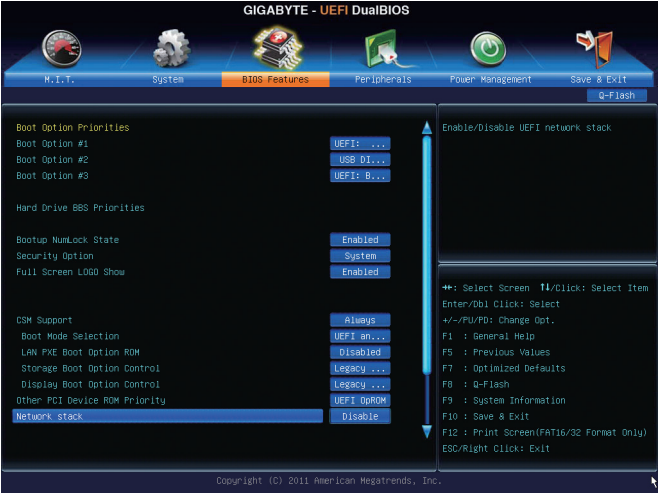 GIGABYTE - UEFI DualBIOS
M.I.T. System BIOS Features Peripherals Power Management Save & Exit
Q-Flash
Boot Option Priorities
Boot Option #1 UEFI: ...
Boot Option #2 USB DI...
Boot Option #3 UEFI: B...
Hard Drive BBS Priorities
Bootup NumLock State Enabled
Security Option System
Full Screen LOGO Show Enabled
CSM Support Always
Boot Mode Selection UEFI an...
LAN PXE Boot Option ROM Disabled
Storage Boot Option Control Legacy ...
Display Boot Option Control Legacy ...
Other PCI Device ROM Priority UEFI OpROM
Network stack Disable
Enable/Disable UEFI network stack
→←: Select Screen ↑↓/Click: Select Item
Enter/Dbl Click: Select
+/-/PU/PD: Change Opt.
F1 : General Help
F5 : Previous Values
F7 : Optimized Defaults
F8 : Q-Flash
F9 : System Information
F10 : Save & Exit
F12 : Print Screen(FAT16/32 Format Only)
ESC/Right Click: Exit
Copyright (C) 2011 American Megatrends, Inc.